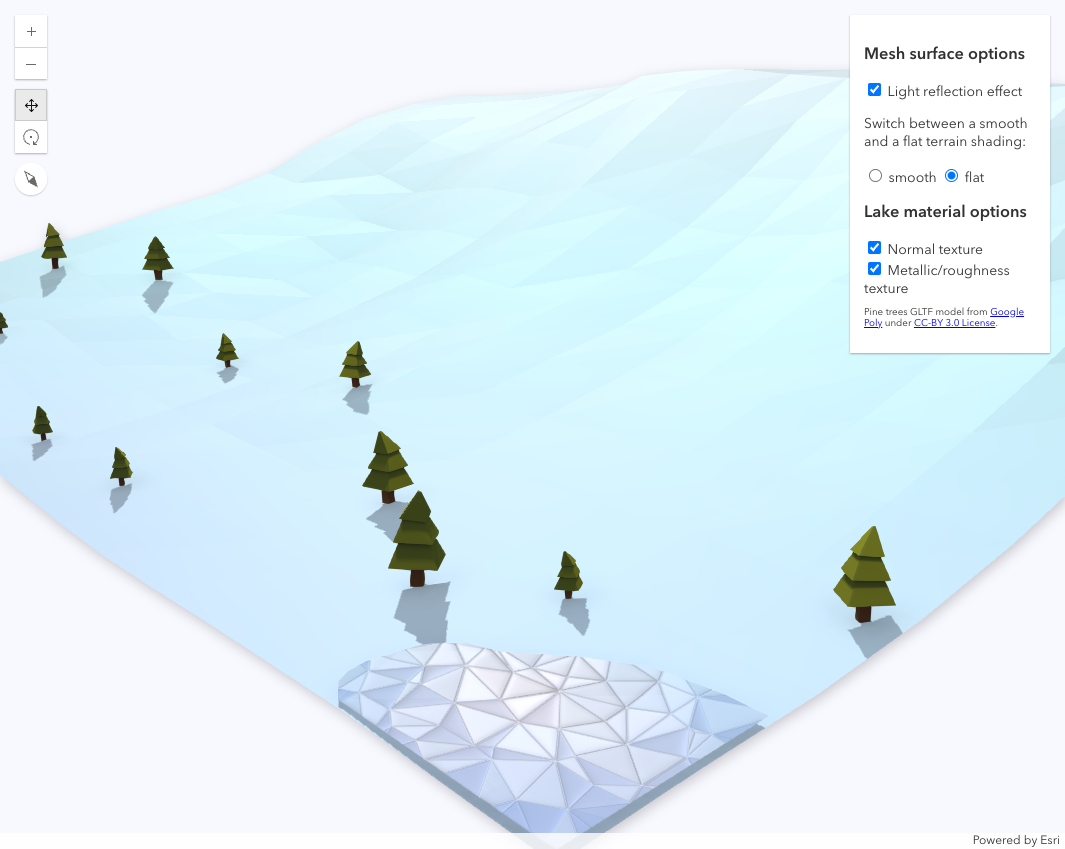 Mesh surface options
Light reflection effect
Switch between a smooth
and a flat terrain shading:
smooth flat
Lake material options
Normal texture
Metallic/roughness
texture
Pine trees GLTF model from Google
Poly under CC-BY 3.0 License.
Powered by Esri